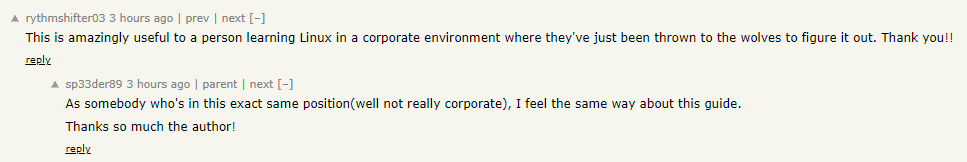 ▲ rythmshifter03 3 hours ago | prev | next [–]
This is amazingly useful to a person learning Linux in a corporate environment where they've just been thrown to the wolves to figure it out. Thank you!!
reply
▲ sp33der89 3 hours ago | parent | next [–]
As somebody who's in this exact same position(well not really corporate), I feel the same way about this guide.
Thanks so much the author!
reply